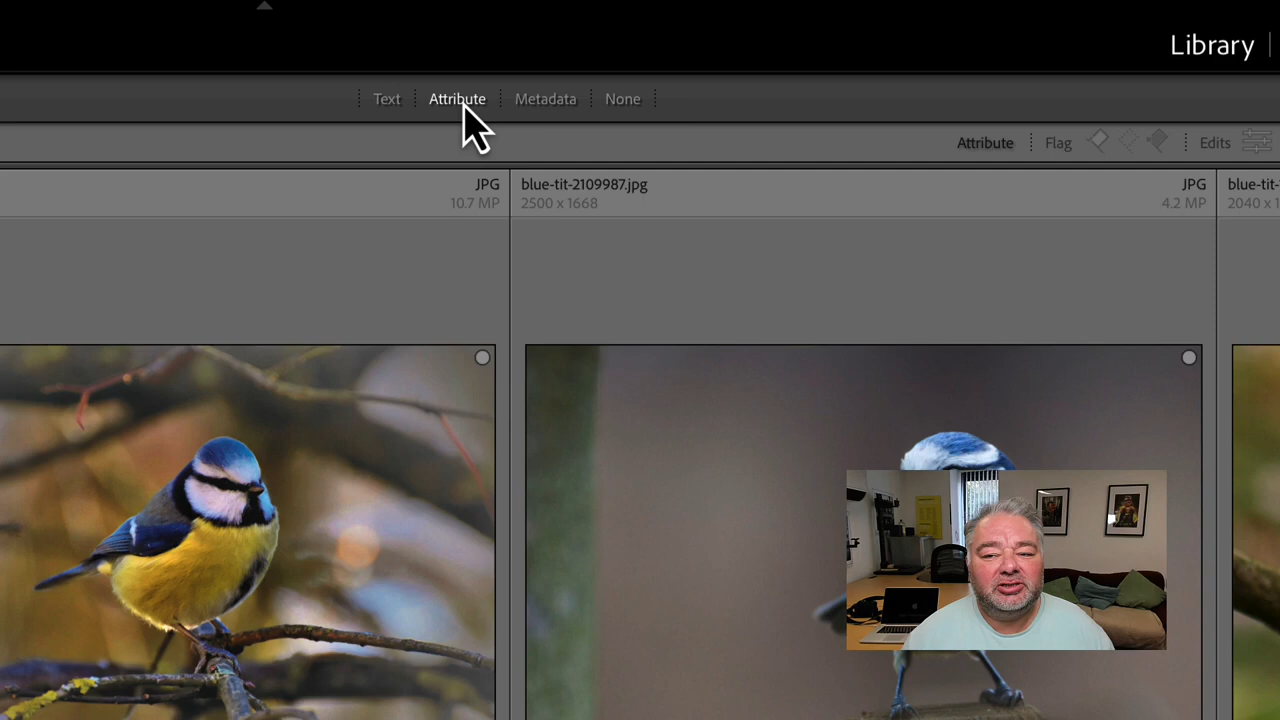 Library
Text Attribute Metadata None
Attribute Flag Edits
JPG
10.7 MP
blue-tit-2109987.jpg JPG
2500 x 1668 4.2 MP
blue-tit-
2040 x 1